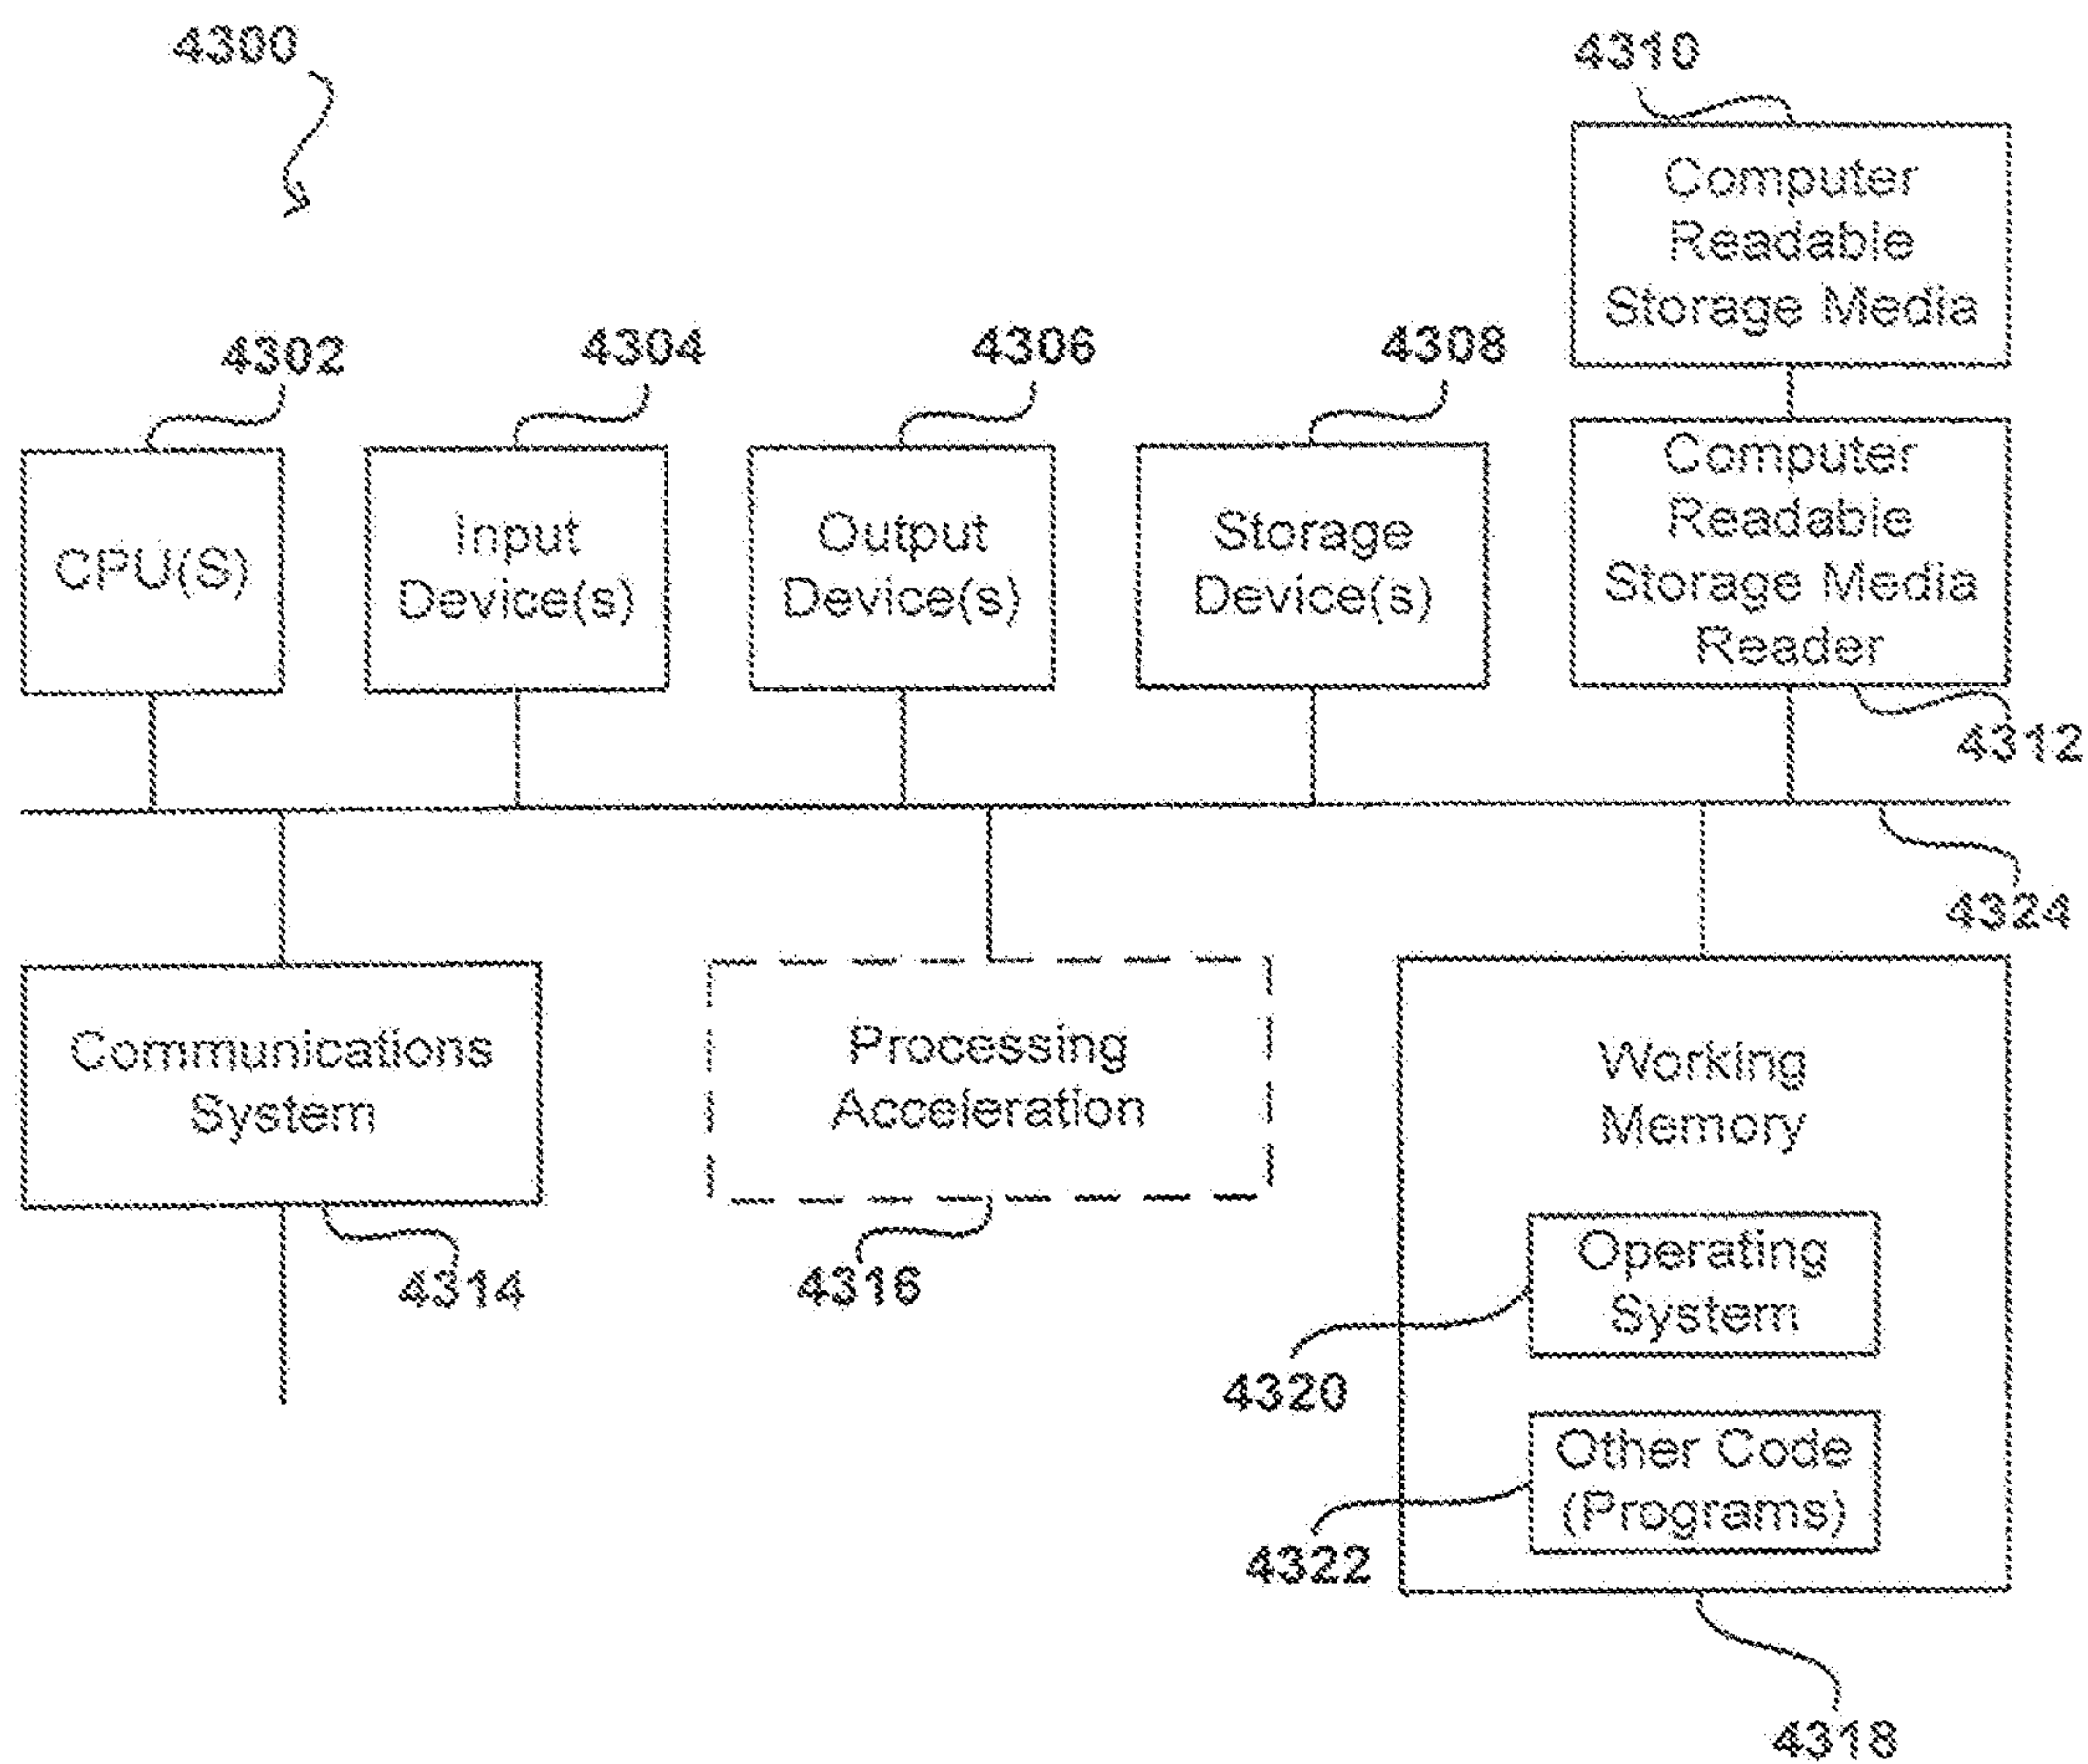 4300
4310
Computer
Readable
Storage Media
4302
4304
4306
4308
CPU(S)
Input
Device(s)
Output
Device(s)
Storage
Device(s)
Computer
Readable
Storage Media
Reader
4312
4324
Communications
System
4314
Processing
Acceleration
4316
Working
Memory
Operating
System
4320
Other Code
(Programs)
4322
4318